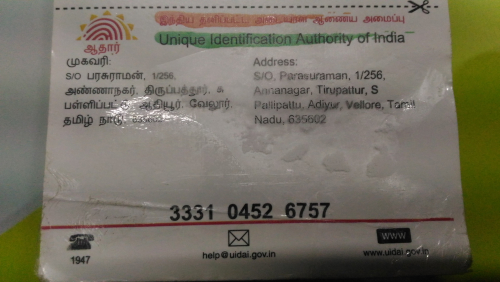 இந்திய தனிப்பட்ட ஆணைய அமைப்பு
Unique Identification Authority of India
ஆதார்
முகவரி:
S/O பரசுராமன், 1/256,
அண்ணாநகர், திருப்பத்தூர்,
ஆதியூர், வேலூர்,
தமிழ் நாடு,
Address:
S/O, Parasuraman, 1/256,
Annanagar, Tirupattur, S
Pallipattu, Adiyur, Vellore, Tamil
Nadu, 635602
3331 0452 6757
1947
help@uidai.gov.in
WWW
www.uidai.gov.in